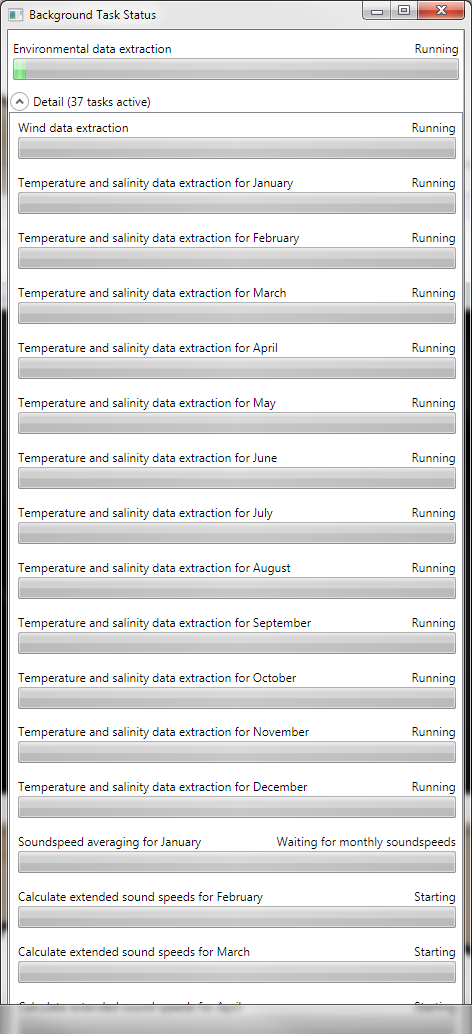 Background Task Status
Environmental data extraction Running
Detail (37 tasks active)
Wind data extraction Running
Temperature and salinity data extraction for January Running
Temperature and salinity data extraction for February Running
Temperature and salinity data extraction for March Running
Temperature and salinity data extraction for April Running
Temperature and salinity data extraction for May Running
Temperature and salinity data extraction for June Running
Temperature and salinity data extraction for July Running
Temperature and salinity data extraction for August Running
Temperature and salinity data extraction for September Running
Temperature and salinity data extraction for October Running
Temperature and salinity data extraction for November Running
Temperature and salinity data extraction for December Running
Soundspeed averaging for January Waiting for monthly soundspeeds
Calculate extended sound speeds for February Starting
Calculate extended sound speeds for March Starting
Calculate extended sound speeds for April Starting